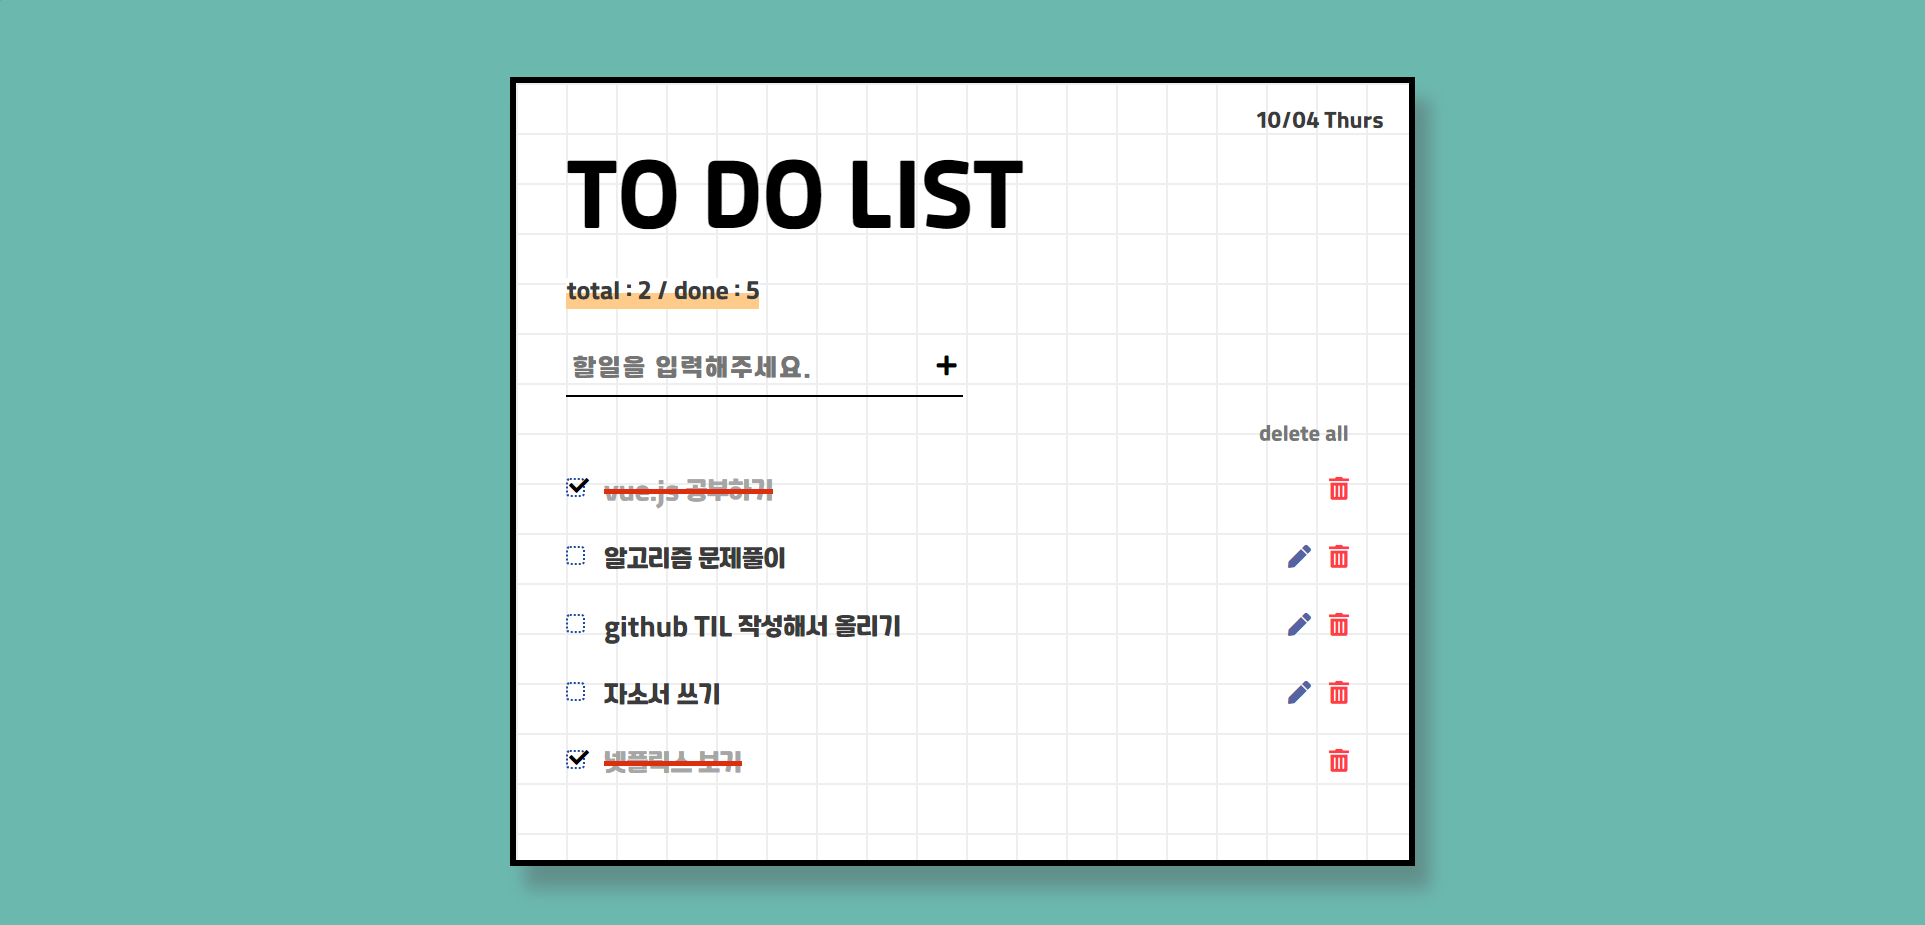 10/04 Thurs
TO DO LIST
total : 2 / done : 5
할일을 입력해주세요.
delete all
vue.js 공부하기
알고리즘 문제풀이
github TIL 작성해서 올리기
자소서 쓰기
넷플릭스 보기